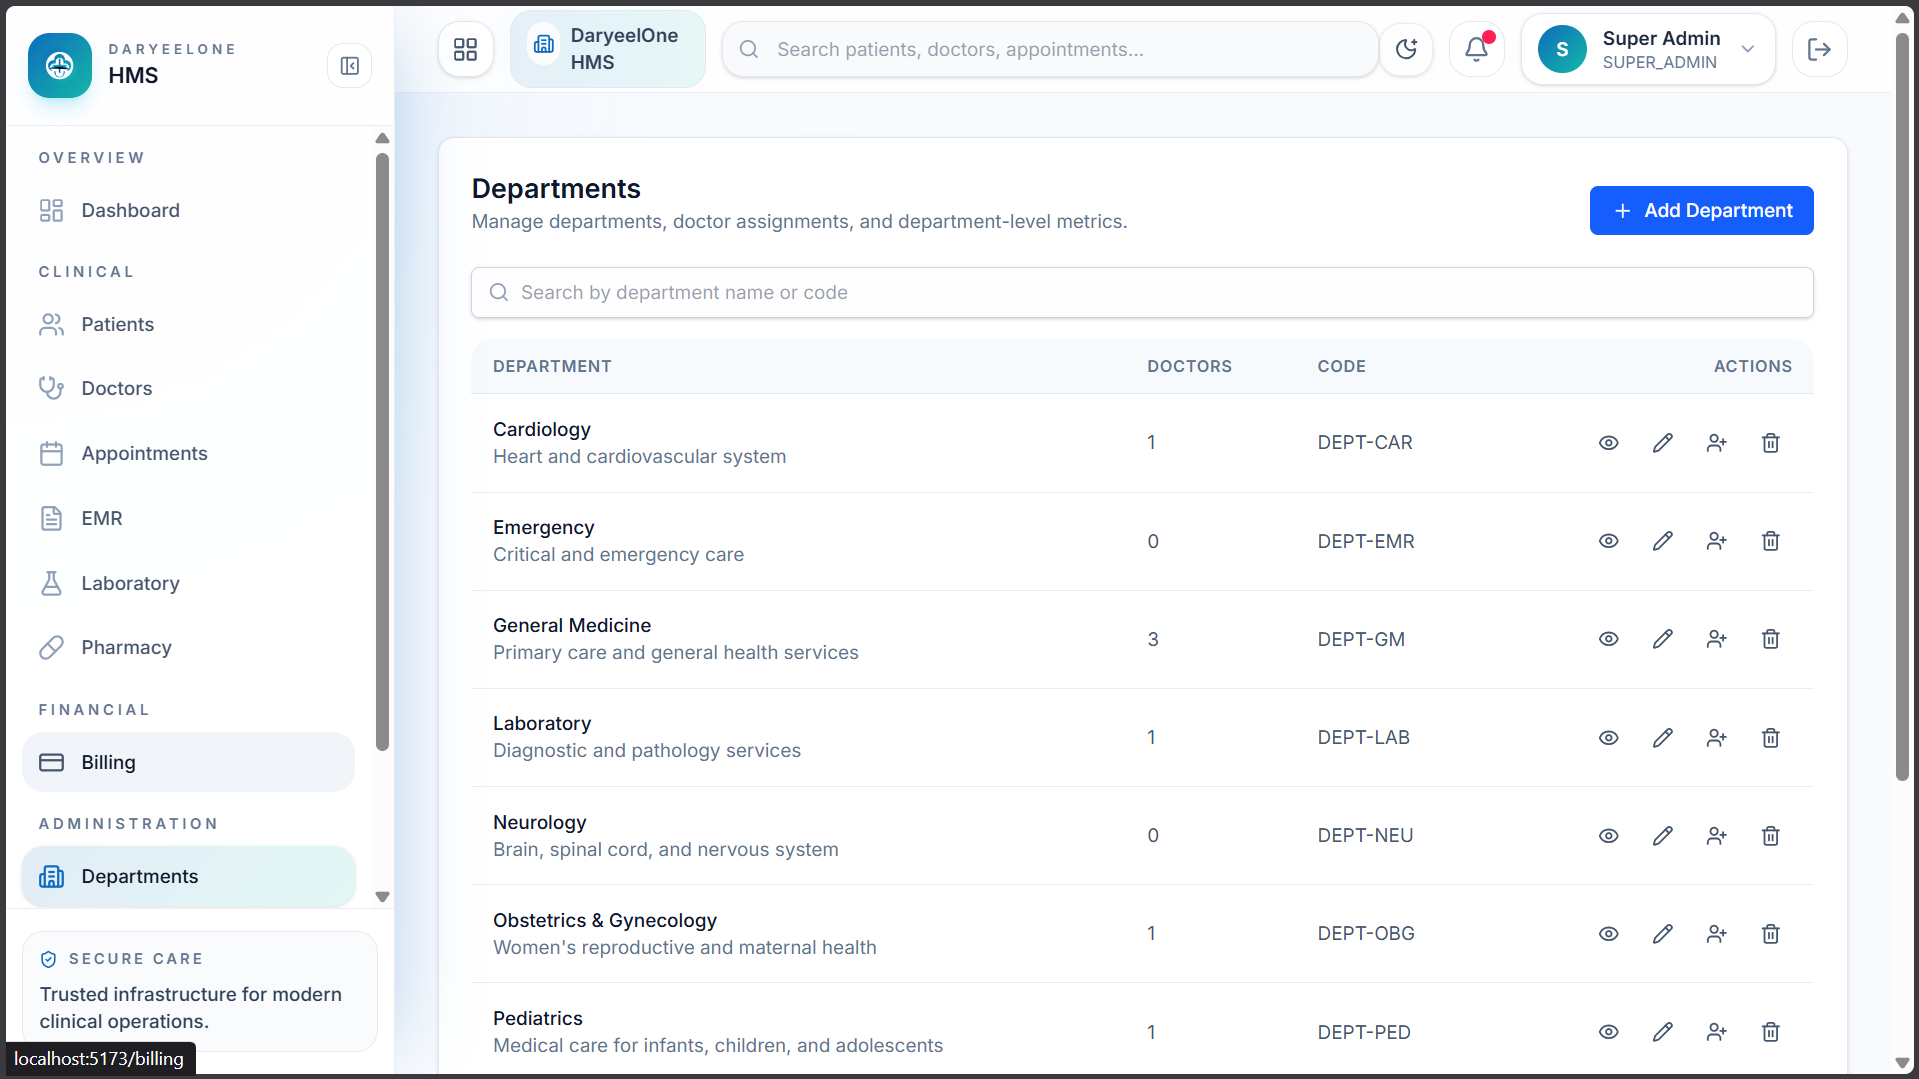 DARYEELONE
HMS
OVERVIEW
Dashboard
CLINICAL
Patients
Doctors
Appointments
EMR
Laboratory
Pharmacy
FINANCIAL
Billing
ADMINISTRATION
Departments
SECURE CARE
Trusted infrastructure for modern
clinical operations.
localhost:5173/billing
DaryeelOne
HMS
Search patients, doctors, appointments...
S
Super Admin
SUPER_ADMIN
Departments
Manage departments, doctor assignments, and department-level metrics.
Add Department
Search by department name or code
DEPARTMENT DOCTORS CODE ACTIONS
Cardiology
Heart and cardiovascular system
1 DEPT-CAR
Emergency
Critical and emergency care
0 DEPT-EMR
General Medicine
Primary care and general health services
3 DEPT-GM
Laboratory
Diagnostic and pathology services
1 DEPT-LAB
Neurology
Brain, spinal cord, and nervous system
0 DEPT-NEU
Obstetrics & Gynecology
Women's reproductive and maternal health
1 DEPT-OBG
Pediatrics
Medical care for infants, children, and adolescents
1 DEPT-PED